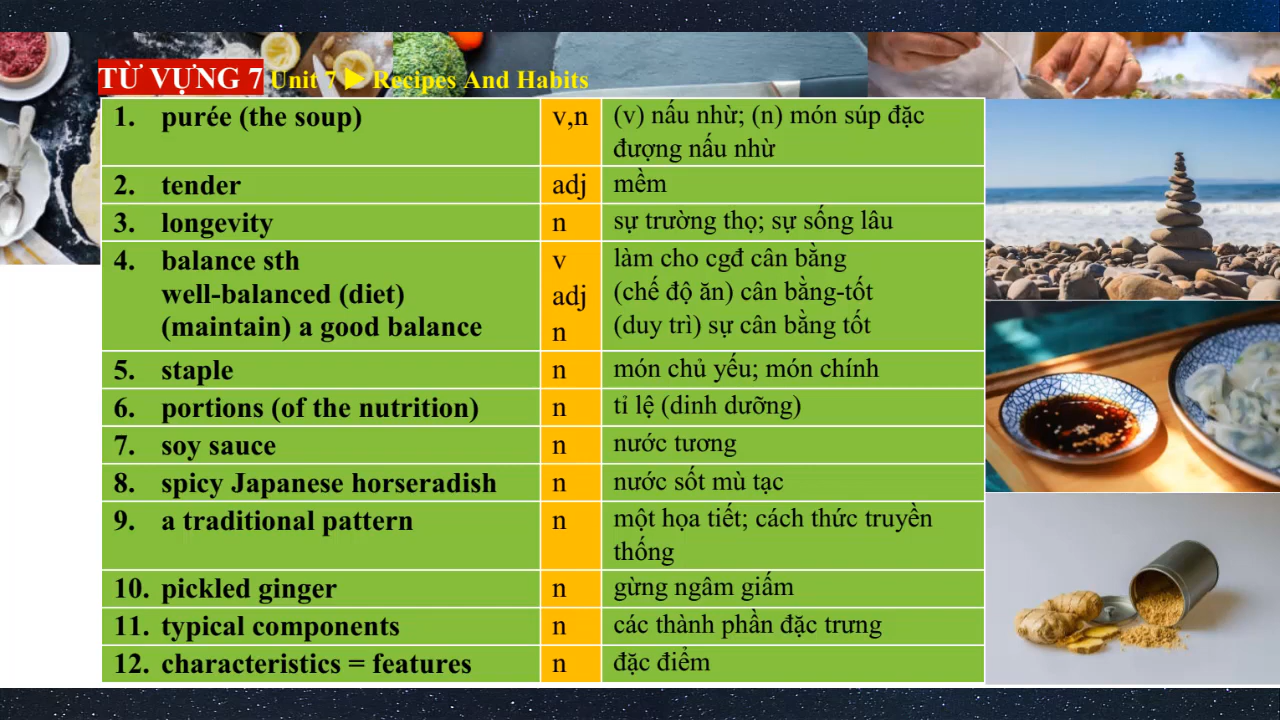 TỪ VỰNG 7 Unit 7 ► Recipes And Habits
1. purée (the soup) v,n (v) nấu nhừ; (n) món súp đặc
đượng nấu nhừ
2. tender adj mềm
3. longevity n sự trường thọ; sự sống lâu
4. balance sth v làm cho cgđ cân bằng
well-balanced (diet) adj (chế độ ăn) cân bằng-tốt
(maintain) a good balance n (duy trì) sự cân bằng tốt
5. staple n món chủ yếu; món chính
6. portions (of the nutrition) n tỉ lệ (dinh dưỡng)
7. soy sauce n nước tương
8. spicy Japanese horseradish n nước sốt mù tạc
9. a traditional pattern n một họa tiết; cách thức truyền
thống
10. pickled ginger n gừng ngâm giấm
11. typical components n các thành phần đặc trưng
12. characteristics = features n đặc điểm